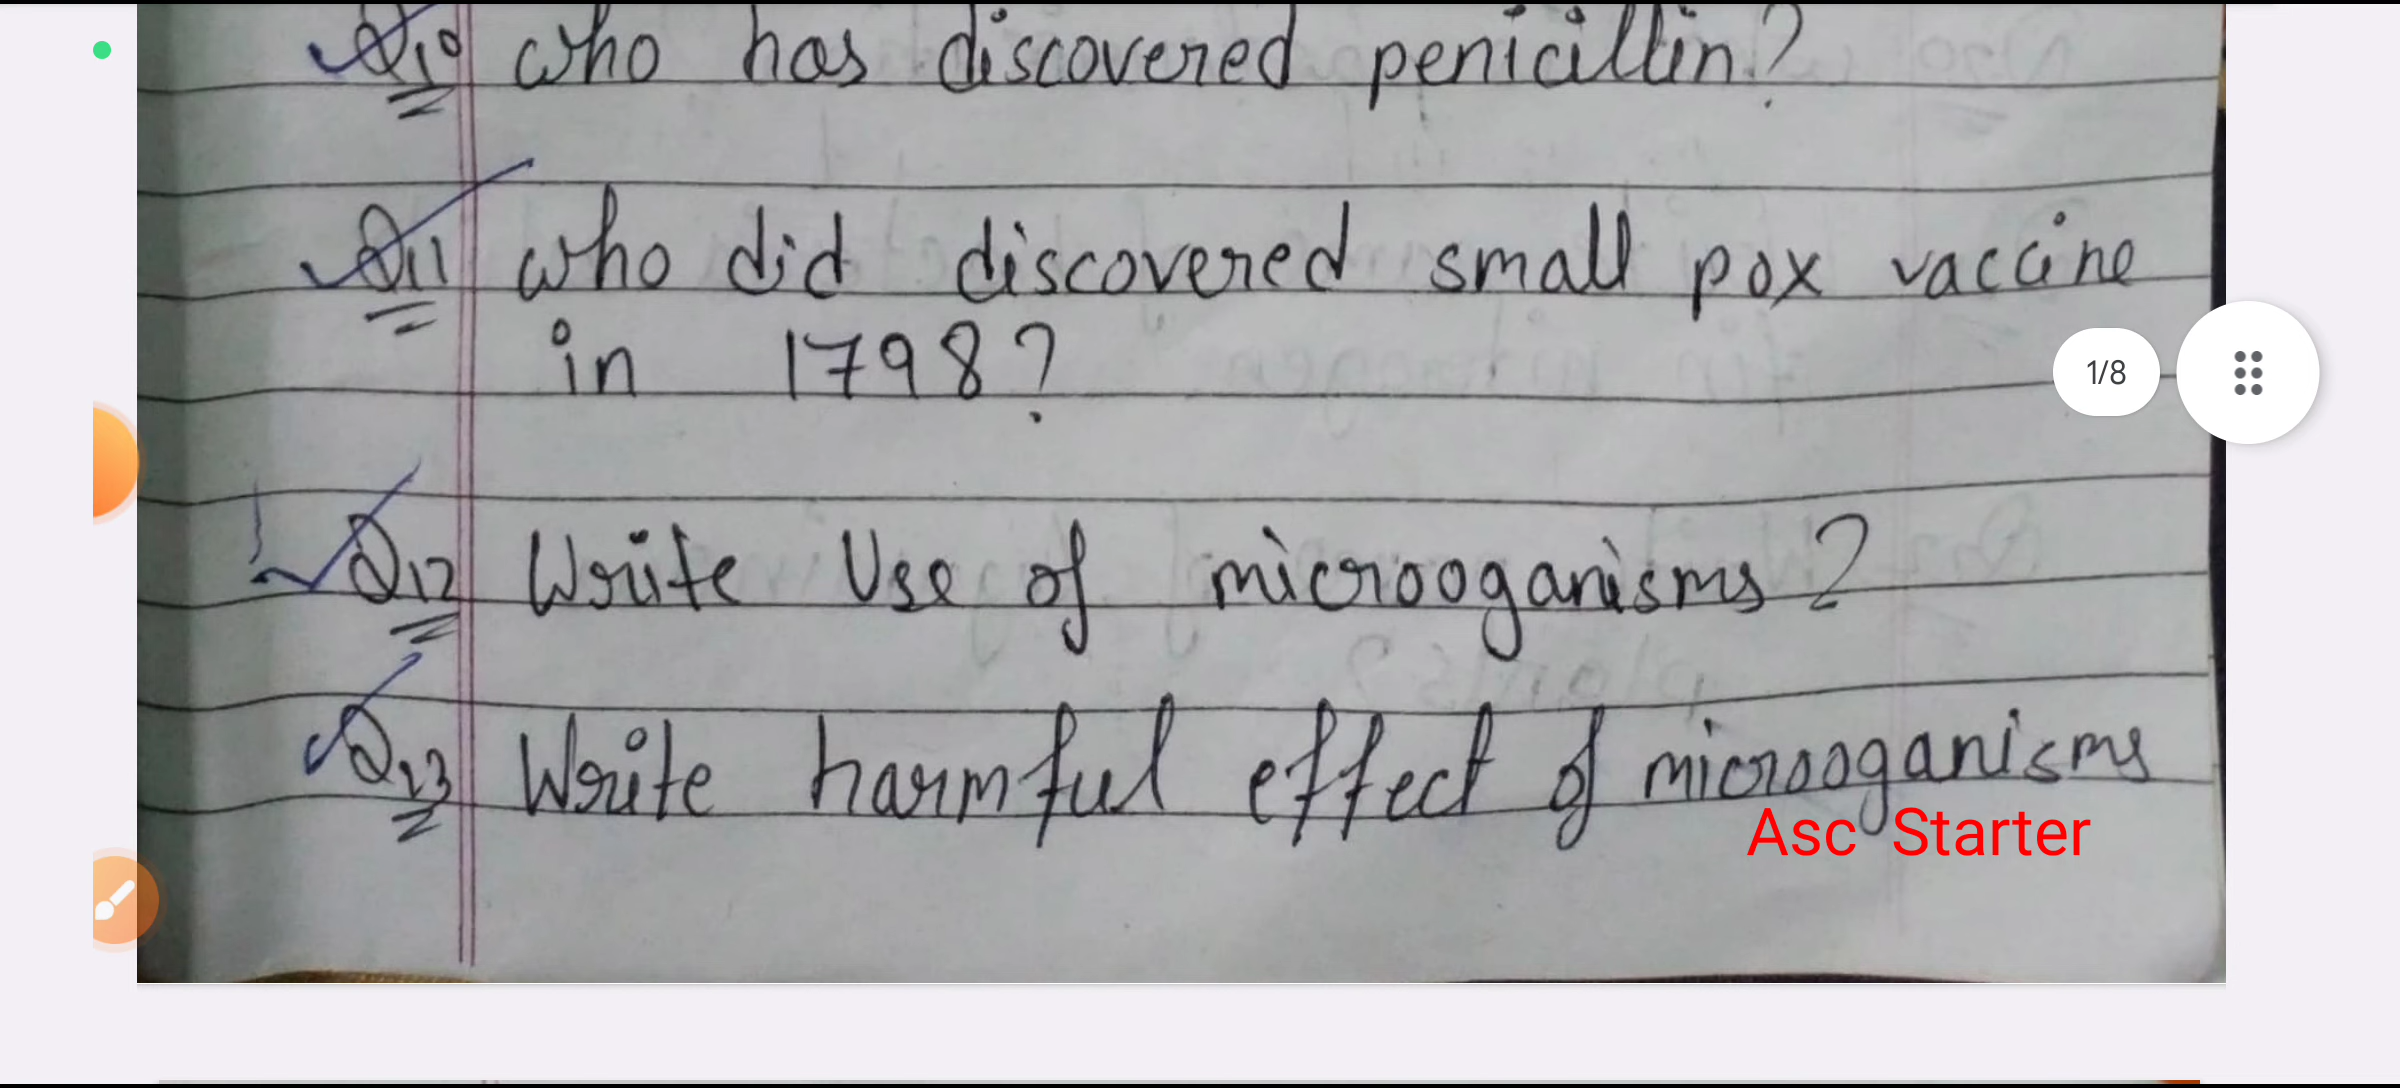 Q10 who has discovered penicillin?
Q11 who did discovered small pox vaccine
in 1798?
1/8
Q12 Write Use of microoganisms?
Q13 Write harmful effect of microoganisms
Asc Starter